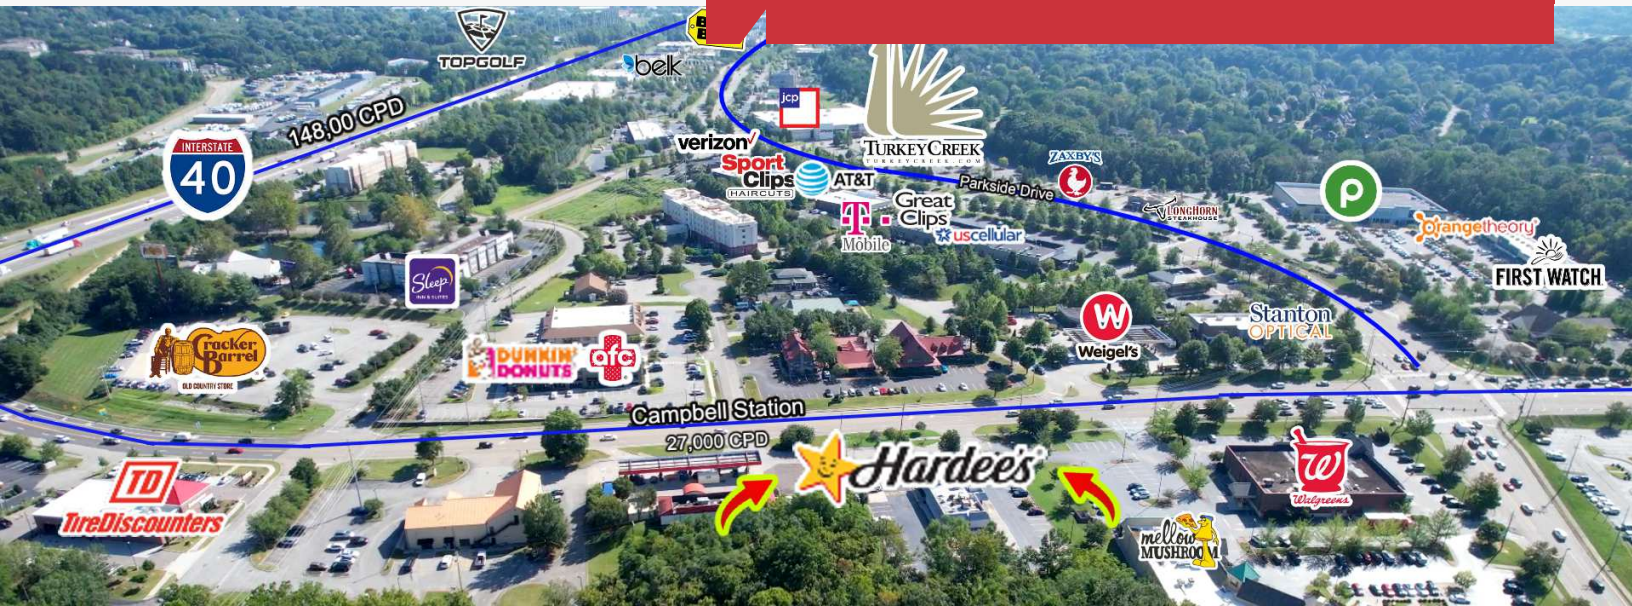 TOPGOLF
belk
148,00 CPD
INTERSTATE
40
jcp
TURKEY CREEK
TURKEYCREEK.COM
verizon
Sport
Clips
HAIRCUTS
AT&T
Great
Clips
T
Mobile
uscellular
Parkside Drive
ZAXBY'S
LONGHORN
STEAKHOUSE
P
Orangetheory
FIRST WATCH
Sleep
INN & SUITES
Cracker
Barrel
OLD COUNTRY STORE
DUNKIN'
DONUTS
afc
W
Weigel's
Stanton
OPTICAL
Campbell Station
27,000 CPD
Hardee's
TD
TIREDISCOUNTERS
W
Walgreens
mellow
MUSHROOM